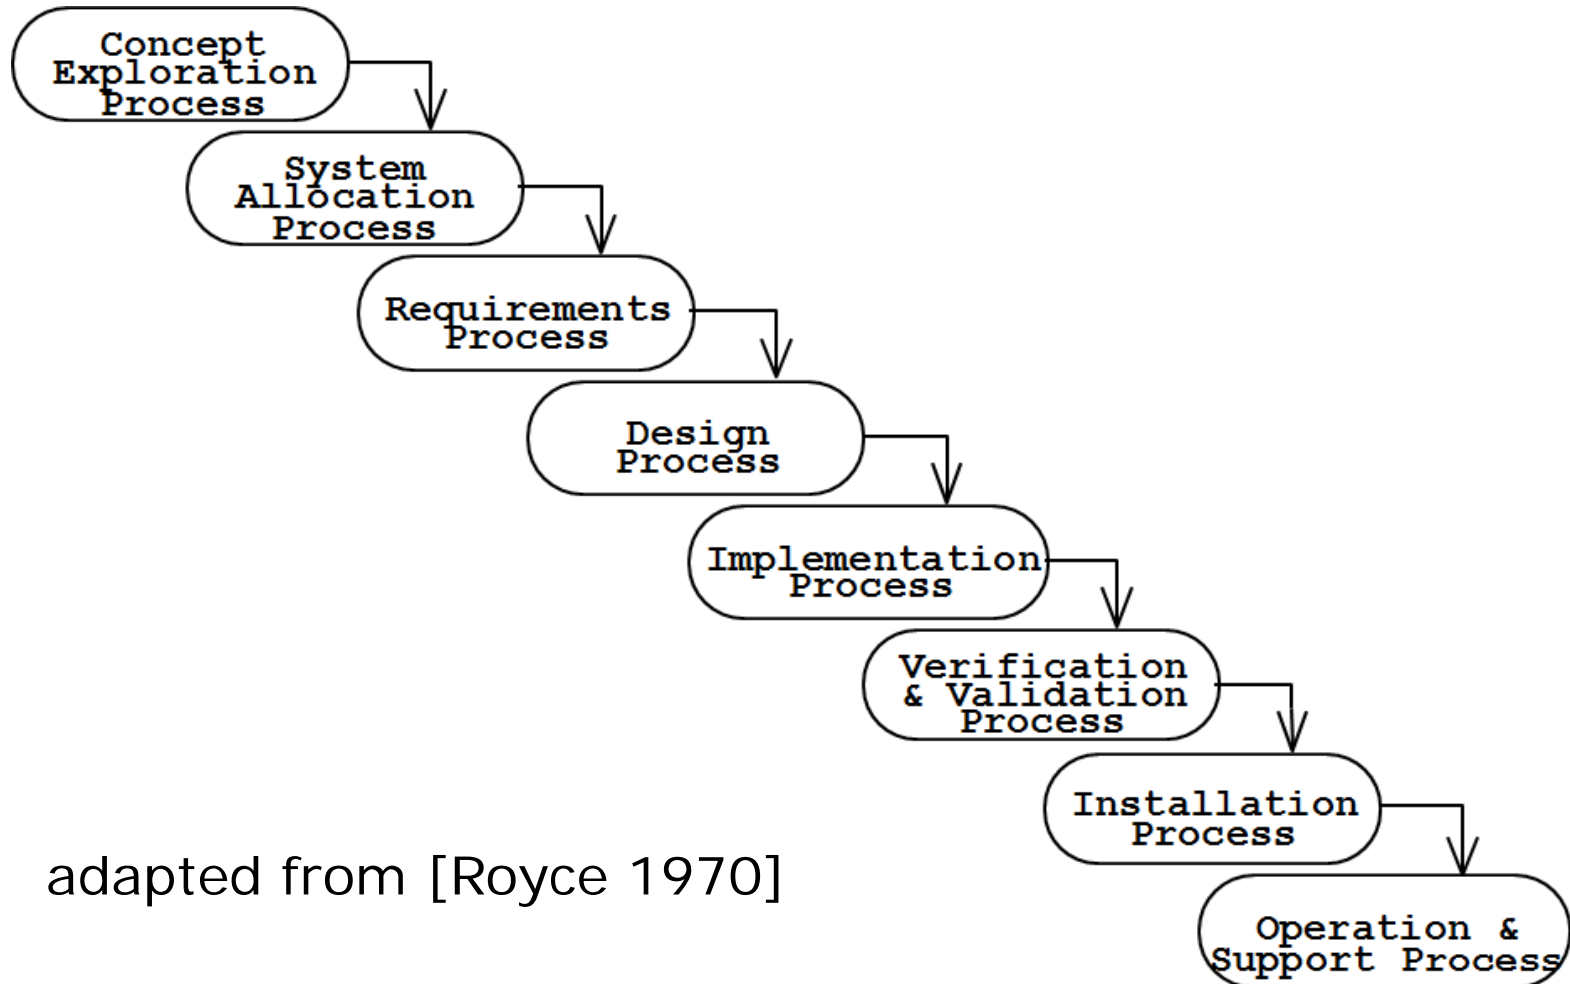 Concept
Exploration
Process
System
Allocation
Process
Requirements
Process
Design
Process
Implementation
Process
Verification
& Validation
Process
Installation
Process
adapted from [Royce 1970]
Operation &
Support Process